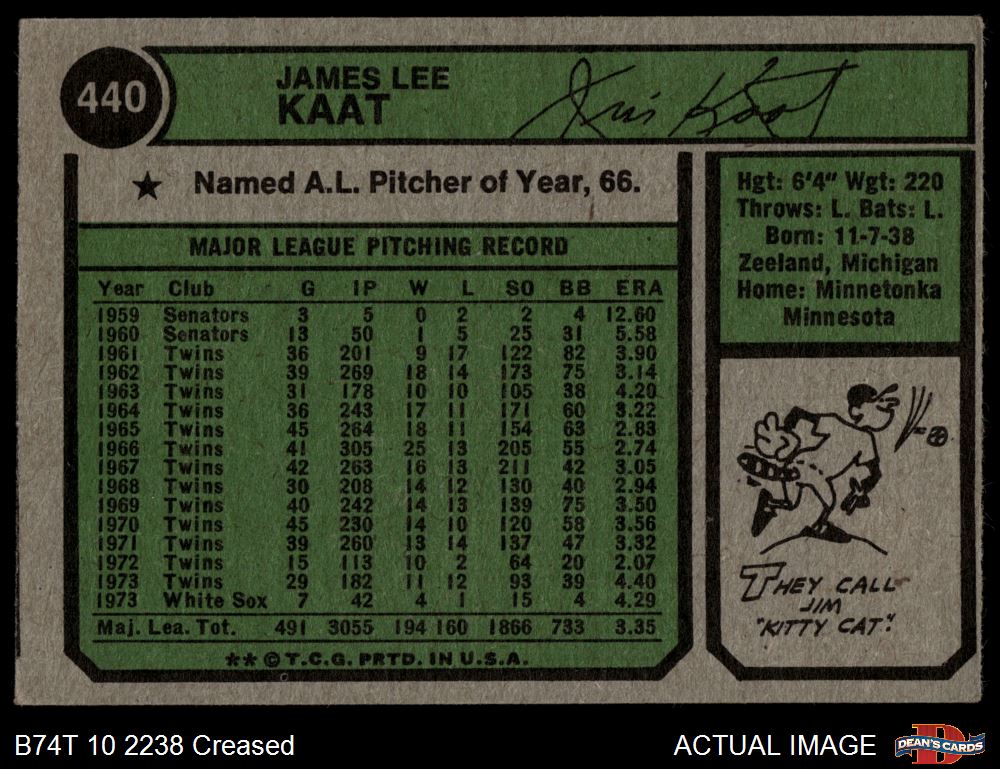 440
JAMES LEE
KAAT
Jim Kaat
★ Named A.L. Pitcher of Year, 66.
MAJOR LEAGUE PITCHING RECORD
Year Club G IP W L SO BB ERA
1959 Senators 3 5 0 2 2 4 12.60
1960 Senators 13 50 1 5 25 31 5.58
1961 Twins 36 201 9 17 122 82 3.90
1962 Twins 39 269 18 14 173 75 3.14
1963 Twins 31 178 10 10 105 38 4.20
1964 Twins 36 243 17 11 171 60 3.22
1965 Twins 45 264 18 11 154 63 2.83
1966 Twins 41 305 25 13 205 55 2.74
1967 Twins 42 263 16 13 211 42 3.05
1968 Twins 30 208 14 12 130 40 2.94
1969 Twins 40 242 14 13 139 75 3.50
1970 Twins 45 230 14 10 120 58 3.56
1971 Twins 39 260 13 14 137 47 3.32
1972 Twins 15 113 10 2 64 20 2.07
1973 Twins 29 182 11 12 93 39 4.40
1973 White Sox 7 42 4 1 15 4 4.29
Maj. Lea. Tot. 491 3055 194 160 1866 733 3.35
** © T.C.G. PRTD. IN U.S.A.
Hgt: 6'4" Wgt: 220
Throws: L. Bats: L.
Born: 11-7-38
Zeeland, Michigan
Home: Minnetonka
Minnesota
THEY CALL
JIM
"KITTY CAT."
B74T 10 2238 Creased
ACTUAL IMAGE
DEAN'S CARDS